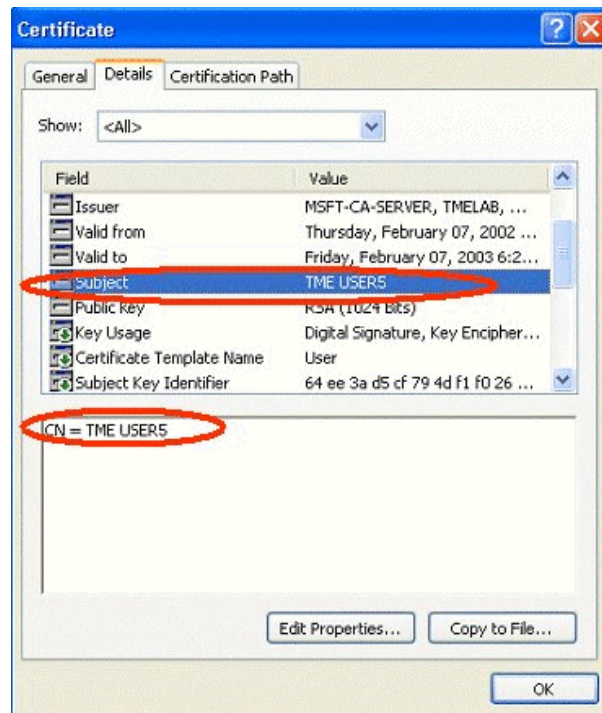 Certificate
General Details Certification Path
Show: <All>
Field Value
Issuer MSFT-CA-SERVER, TMELAB, ...
Valid from Thursday, February 07, 2002 ...
Valid to Friday, February 07, 2003 6:2...
Subject TME USER5
Public key RSA (1024 Bits)
Key Usage Digital Signature, Key Encipher...
Certificate Template Name User
Subject Key Identifier 64 ee 3a d5 cf 79 4d f1 f0 26 ...
CN = TME USER5
Edit Properties... Copy to File...
OK